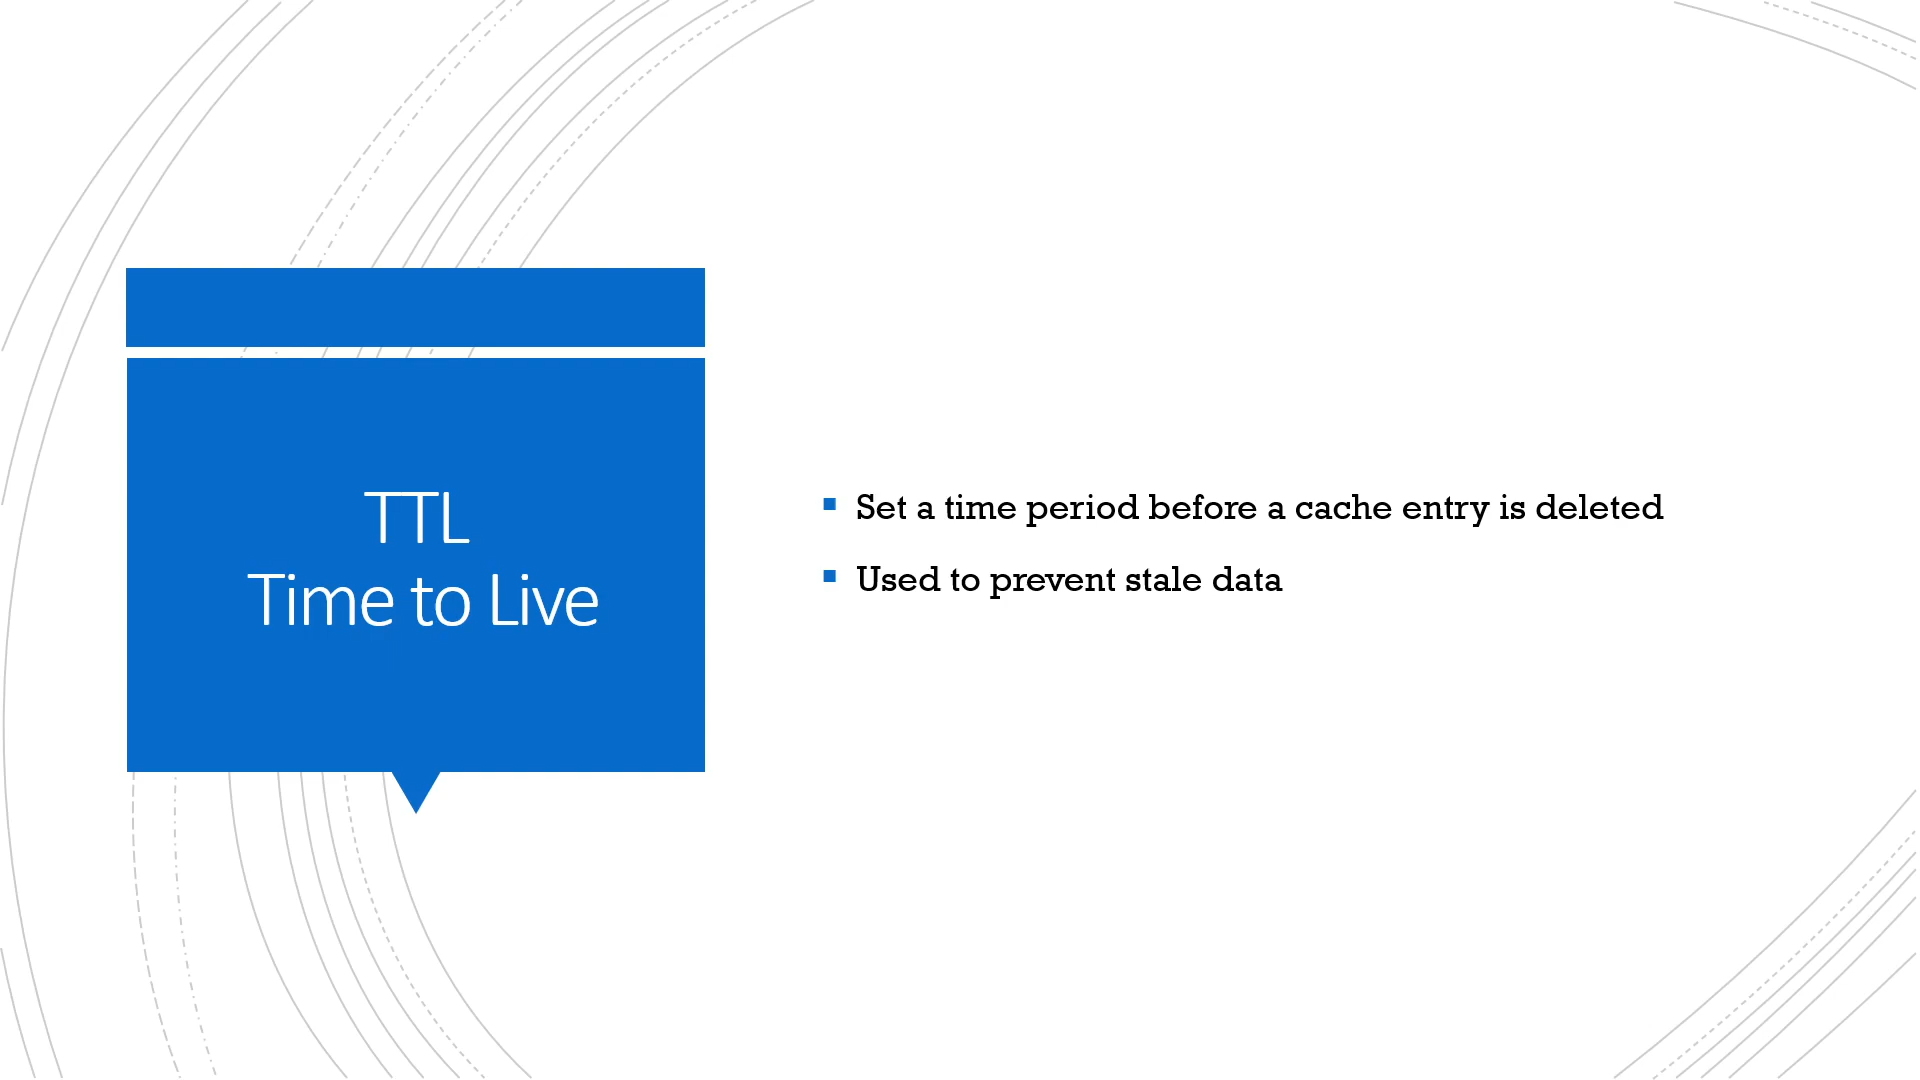 TTL
Time to Live
Set a time period before a cache entry is deleted
Used to prevent stale data